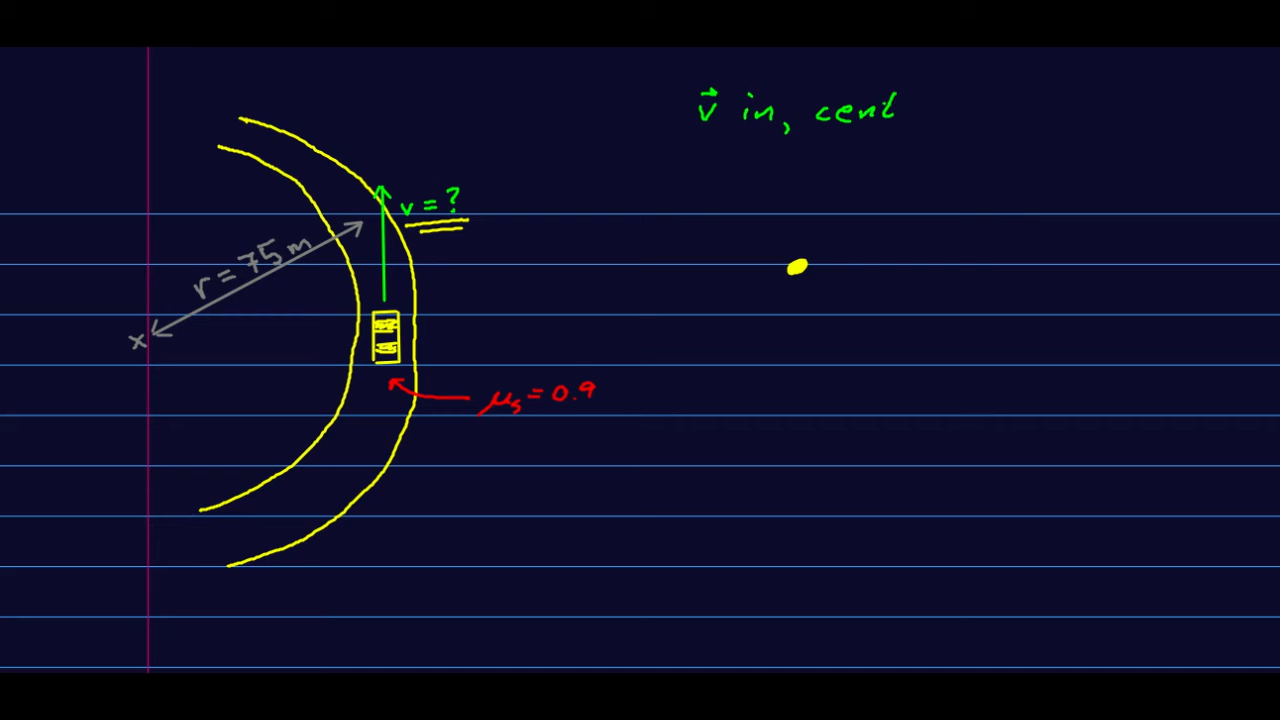 v⃗ in, cent
v = ?
r = 75 m
x
μs = 0.9